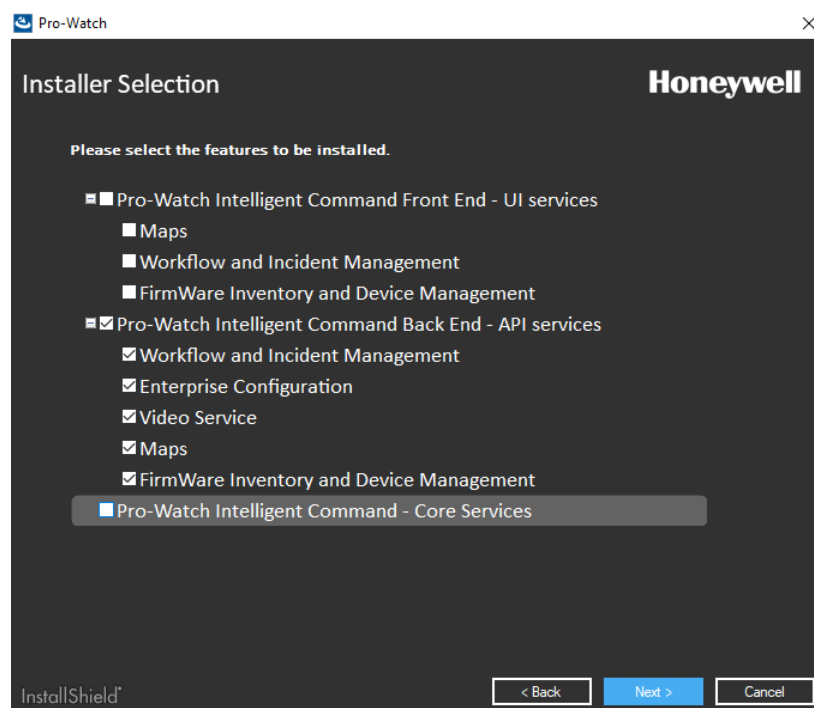 Pro-Watch
Installer Selection
Honeywell
Please select the features to be installed.
Pro-Watch Intelligent Command Front End - UI services
Maps
Workflow and Incident Management
FirmWare Inventory and Device Management
Pro-Watch Intelligent Command Back End - API services
Workflow and Incident Management
Enterprise Configuration
Video Service
Maps
FirmWare Inventory and Device Management
Pro-Watch Intelligent Command - Core Services
InstallShield
< Back
Next >
Cancel